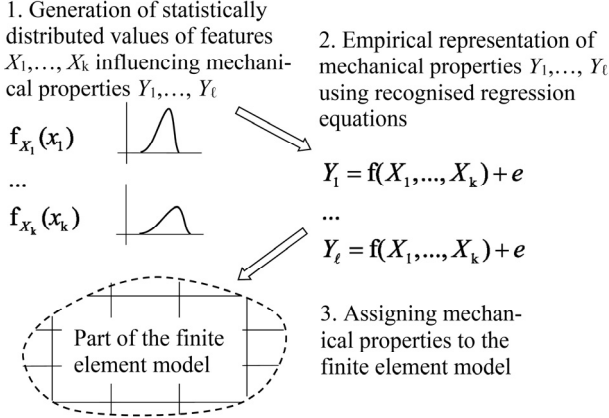 1. Generation of statistically
distributed values of features
X₁,…, Xₖ influencing mechani-
cal properties Y₁,…, Yℓ
f_X₁(x₁)
...
f_Xₖ(xₖ)
2. Empirical representation of
mechanical properties Y₁,…, Yℓ
using recognised regression
equations
Y₁ = f(X₁,...,Xₖ)+e
...
Yℓ = f(X₁,...,Xₖ)+e
3. Assigning mechan-
ical properties to the
finite element model
Part of the finite
element model